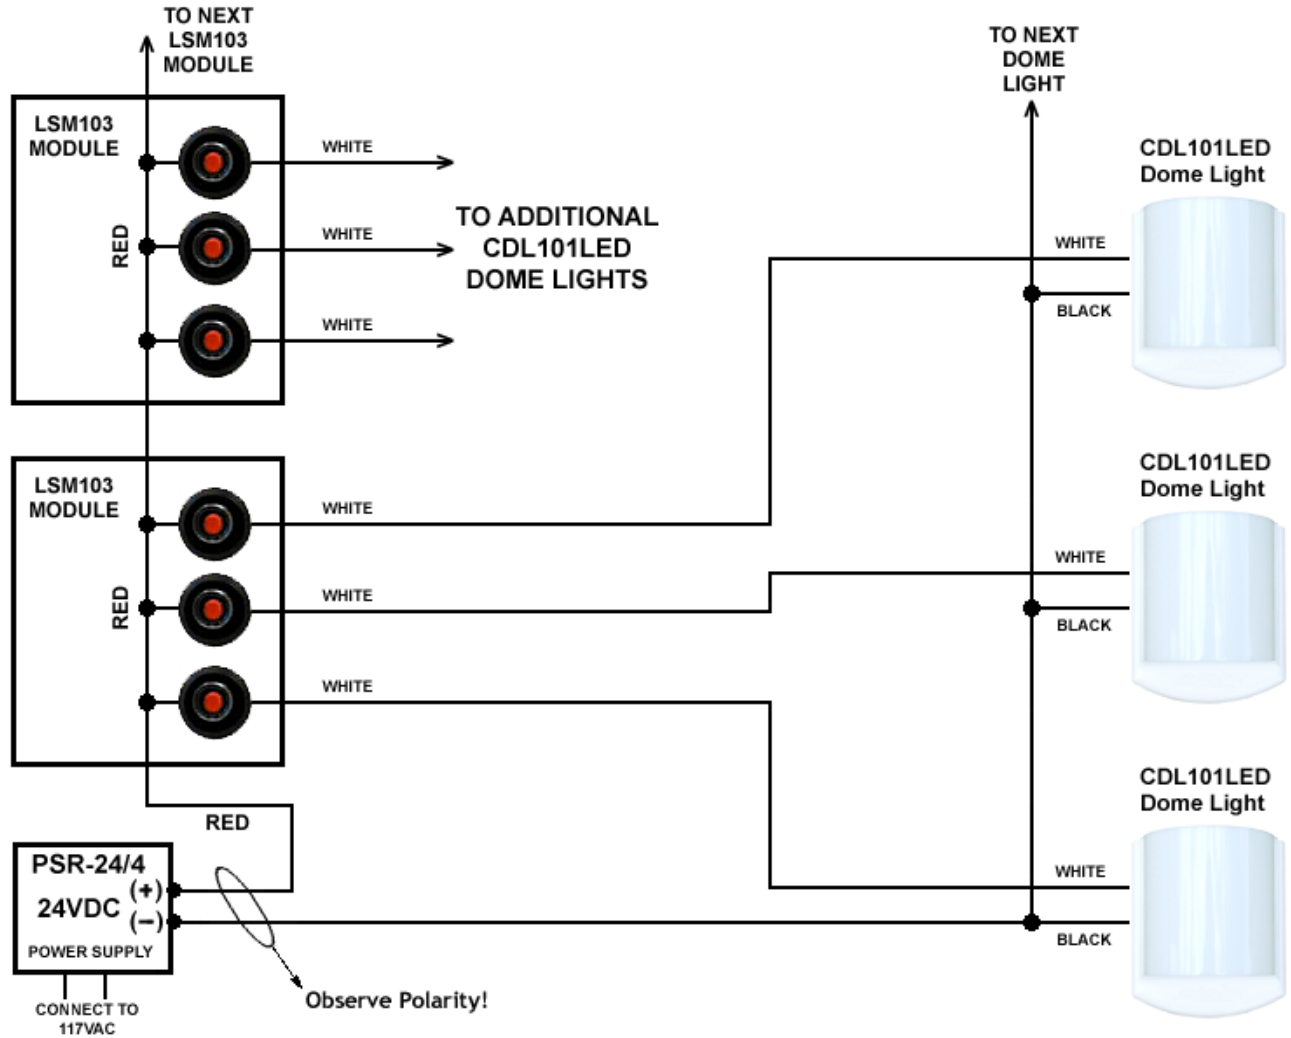 TO NEXT
LSM103
MODULE
TO NEXT
DOME
LIGHT
LSM103
MODULE
RED
WHITE
WHITE
WHITE
TO ADDITIONAL
CDL101LED
DOME LIGHTS
CDL101LED
Dome Light
WHITE
BLACK
LSM103
MODULE
RED
WHITE
WHITE
WHITE
CDL101LED
Dome Light
WHITE
BLACK
CDL101LED
Dome Light
WHITE
BLACK
RED
PSR-24/4
(+)
24VDC
(−)
POWER SUPPLY
CONNECT TO
117VAC
Observe Polarity!